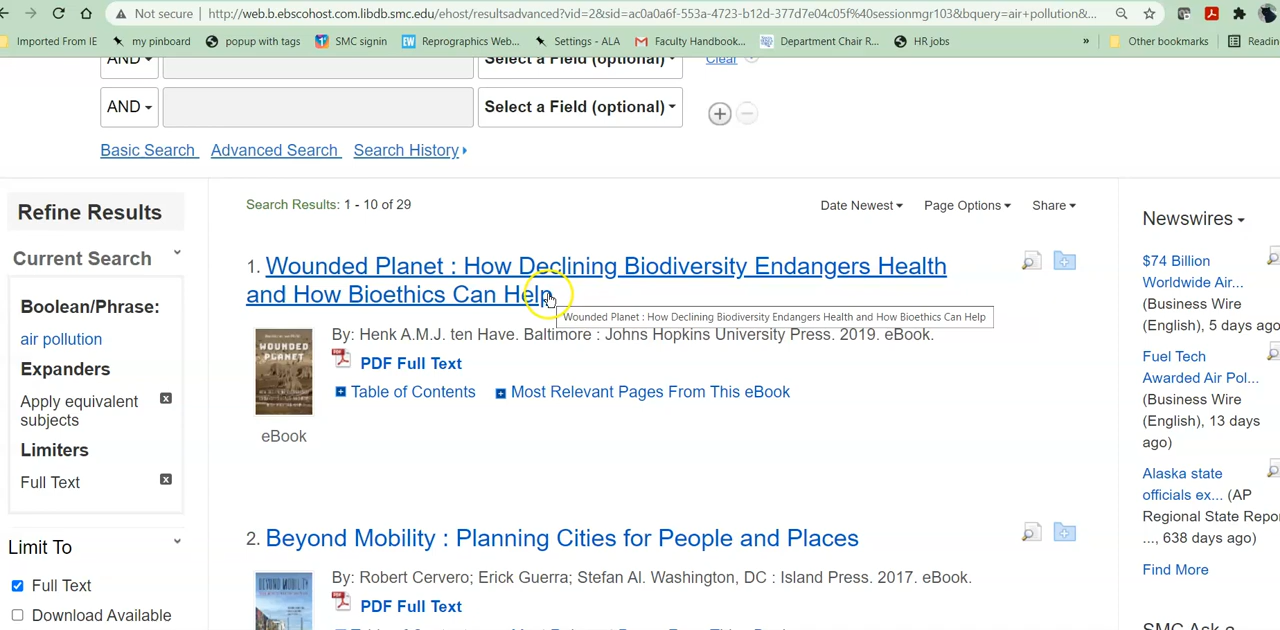 Not secure | http://web.b.ebscohost.com.libdb.smc.edu/ehost/resultsadvanced?vid=2&sid=ac0a0a6f-553a-4723-b12d-377d7e04c05f%40sessionmgr103&bquery=air+pollution&...
Imported From IE my pinboard popup with tags SMC signin Reprographics Web... Settings - ALA Faculty Handbook... Department Chair R... HR jobs » Other bookmarks Readin
AND Select a Field (optional) Clear ?
AND Select a Field (optional)
Basic Search Advanced Search Search History
Refine Results
Current Search
Boolean/Phrase:
air pollution
Expanders
Apply equivalent
subjects
Limiters
Full Text
Limit To
Full Text
Download Available
Search Results: 1 - 10 of 29
Date Newest Page Options Share
1. Wounded Planet : How Declining Biodiversity Endangers Health
and How Bioethics Can Help
Wounded Planet : How Declining Biodiversity Endangers Health and How Bioethics Can Help
By: Henk A.M.J. ten Have. Baltimore : Johns Hopkins University Press. 2019. eBook.
WOUNDED
PLANET
PDF Full Text
Table of Contents Most Relevant Pages From This eBook
eBook
2. Beyond Mobility : Planning Cities for People and Places
By: Robert Cervero; Erick Guerra; Stefan Al. Washington, DC : Island Press. 2017. eBook.
BEYOND MOBILITY
PDF Full Text
Newswires
$74 Billion
Worldwide Air...
(Business Wire
(English), 5 days ago
Fuel Tech
Awarded Air Pol...
(Business Wire
(English), 13 days
ago)
Alaska state
officials ex... (AP
Regional State Repor
..., 638 days ago)
Find More
SMC Ask a